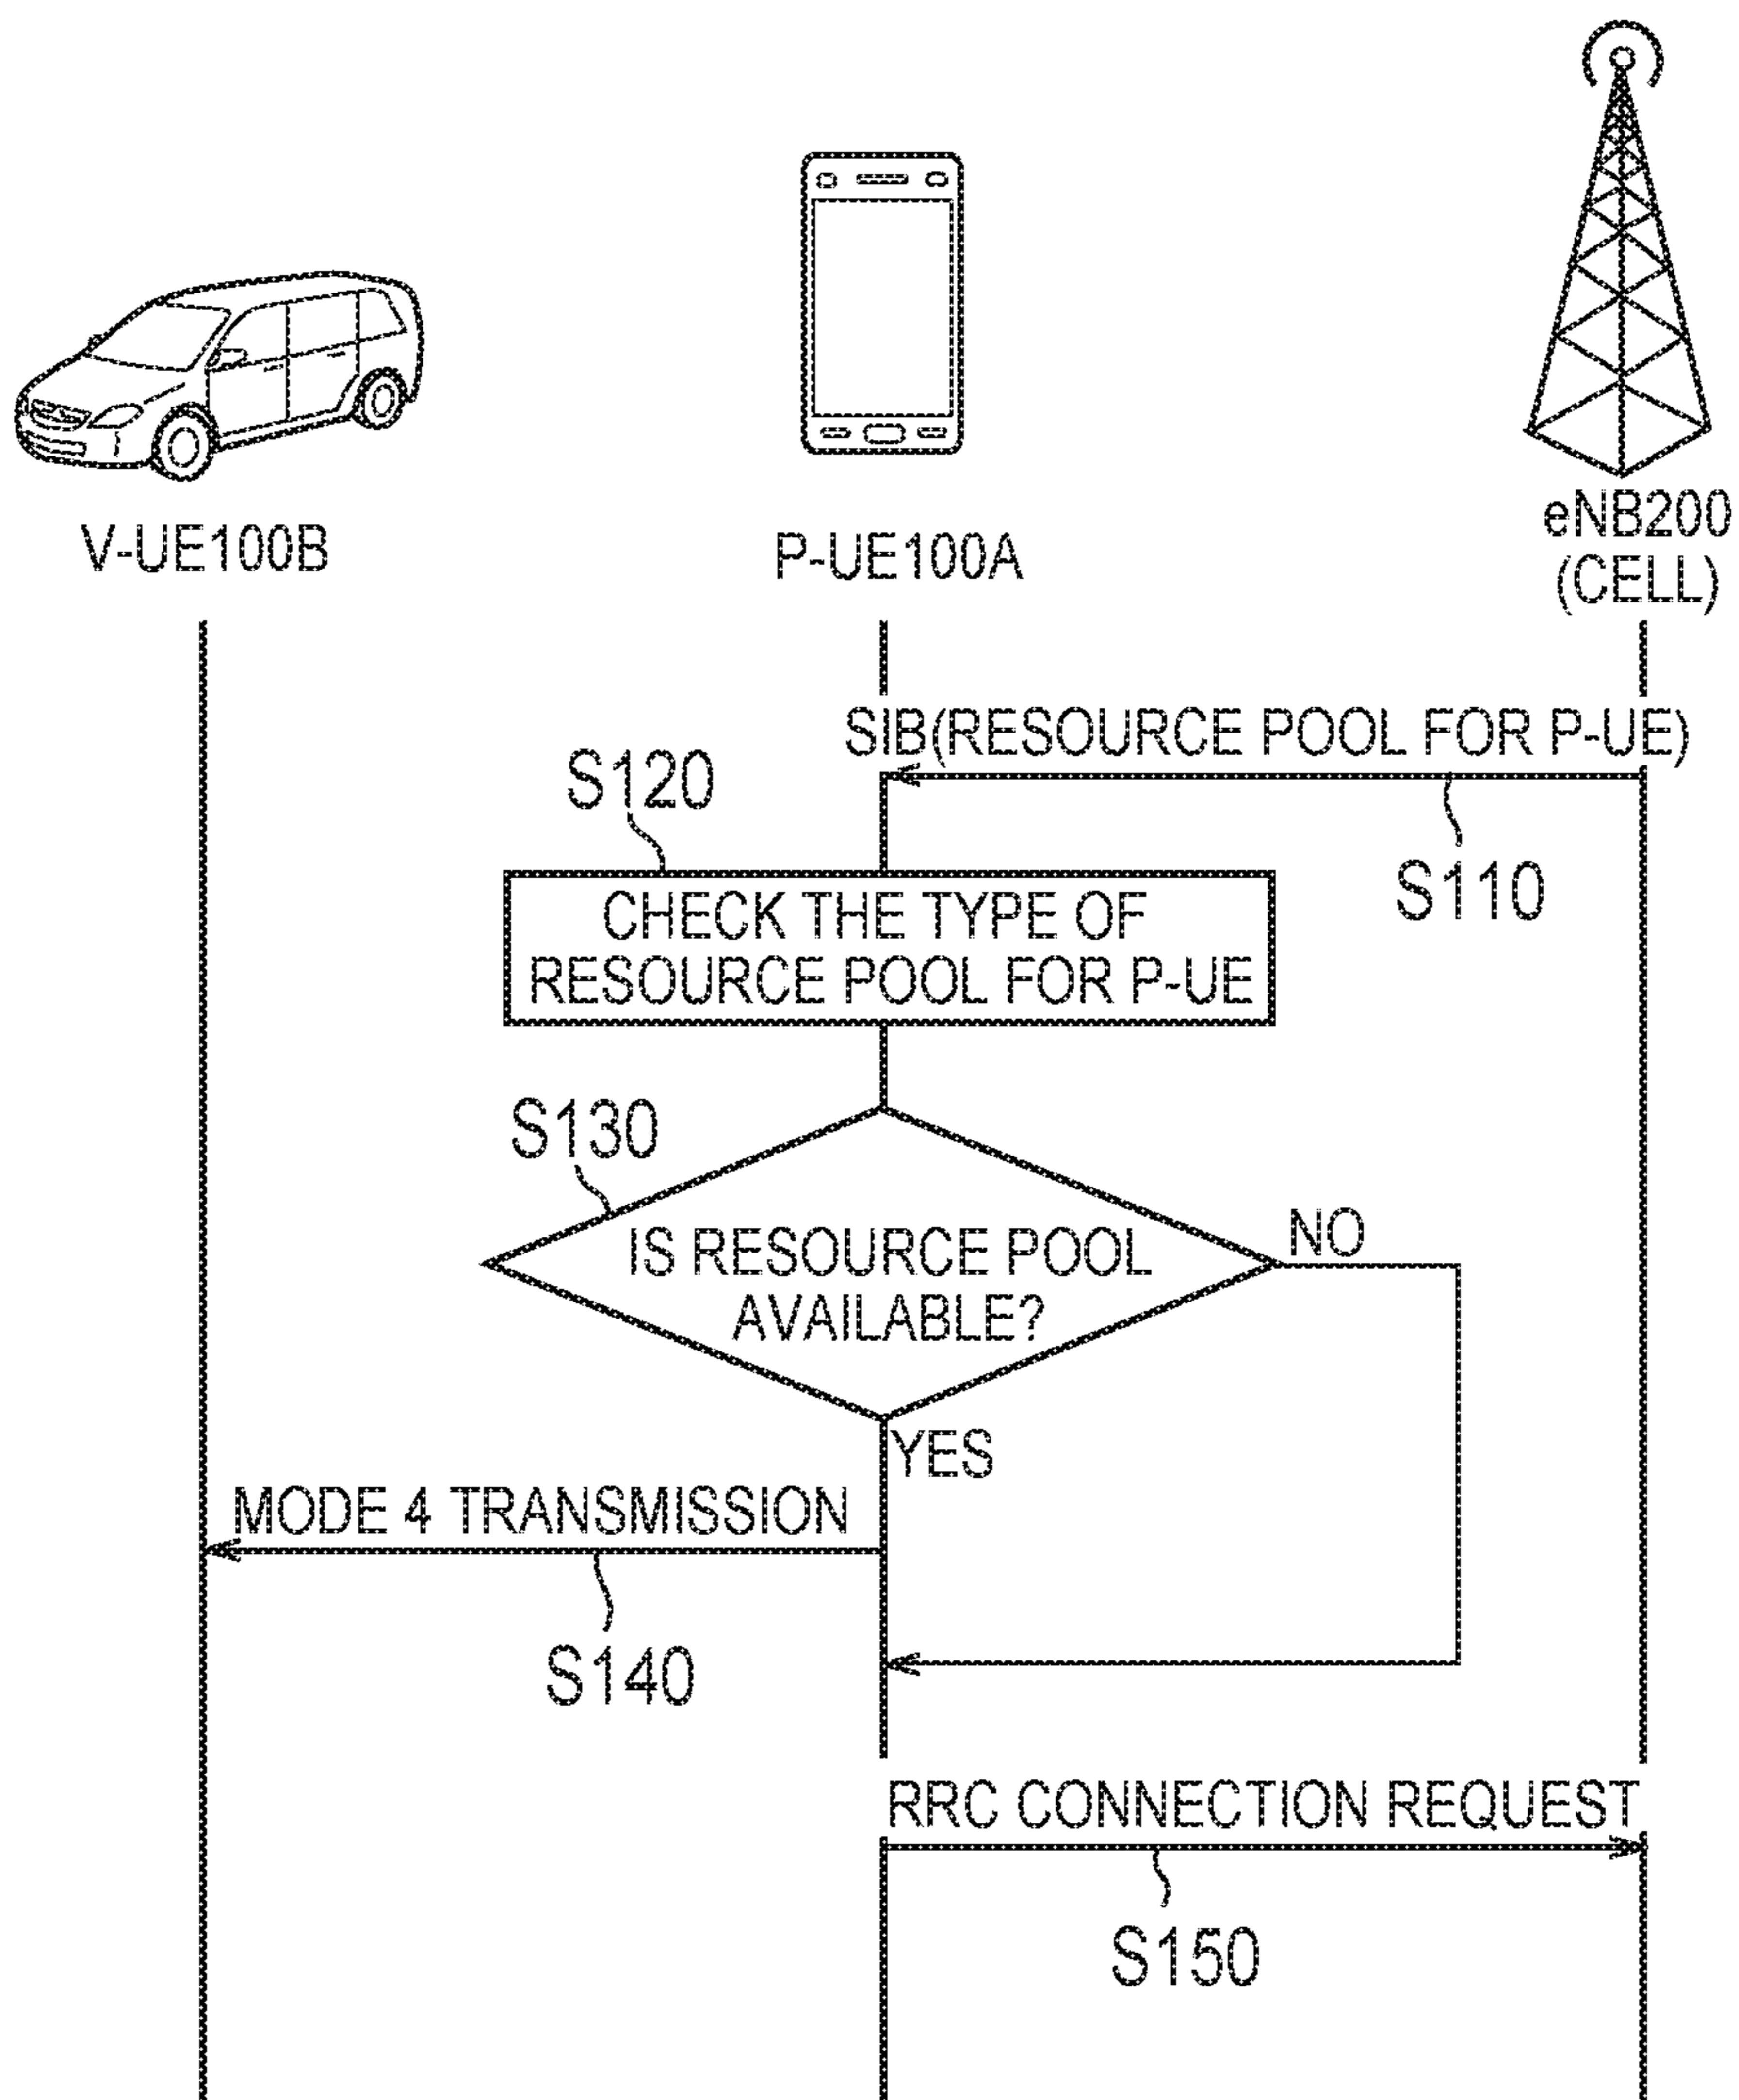 V-UE100B
P-UE100A
eNB200
(CELL)
SIB(RESOURCE POOL FOR P-UE)
S110
S120
CHECK THE TYPE OF
RESOURCE POOL FOR P-UE
S130
IS RESOURCE POOL
AVAILABLE?
NO
YES
MODE 4 TRANSMISSION
S140
RRC CONNECTION REQUEST
S150